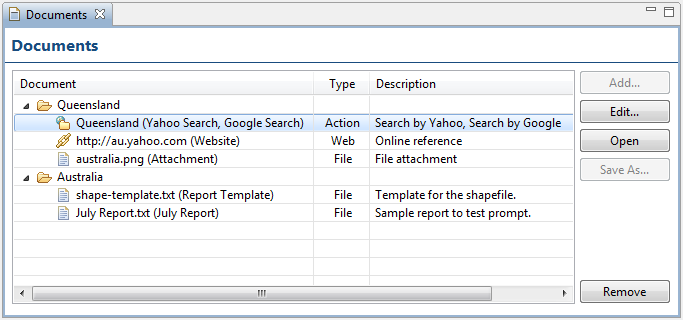 Documents
Documents
Document Type Description
Queensland
Queensland (Yahoo Search, Google Search) Action Search by Yahoo, Search by Google
http://au.yahoo.com (Website) Web Online reference
australia.png (Attachment) File File attachment
Australia
shape-template.txt (Report Template) File Template for the shapefile.
July Report.txt (July Report) File Sample report to test prompt.
Add...
Edit...
Open
Save As...
Remove